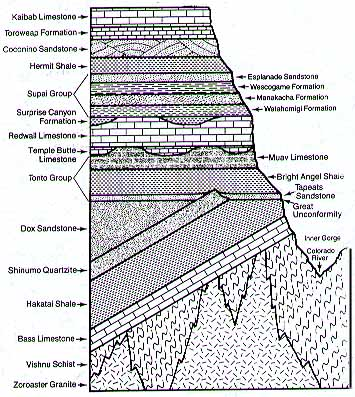 Kaibab Limestone
Toroweap Formation
Coconino Sandstone
Hermit Shale
Supai Group
Esplanade Sandstone
Wescogame Formation
Manakacha Formation
Watahomigi Formation
Surprise Canyon
Formation
Redwall Limestone
Temple Butte
Limestone
Muav Limestone
Tonto Group
Bright Angel Shale
Tapeats
Sandstone
Great
Unconformity
Dox Sandstone
Inner Gorge
Colorado
River
Shinumo Quartzite
Hakatai Shale
Bass Limestone
Vishnu Schist
Zoroaster Granite